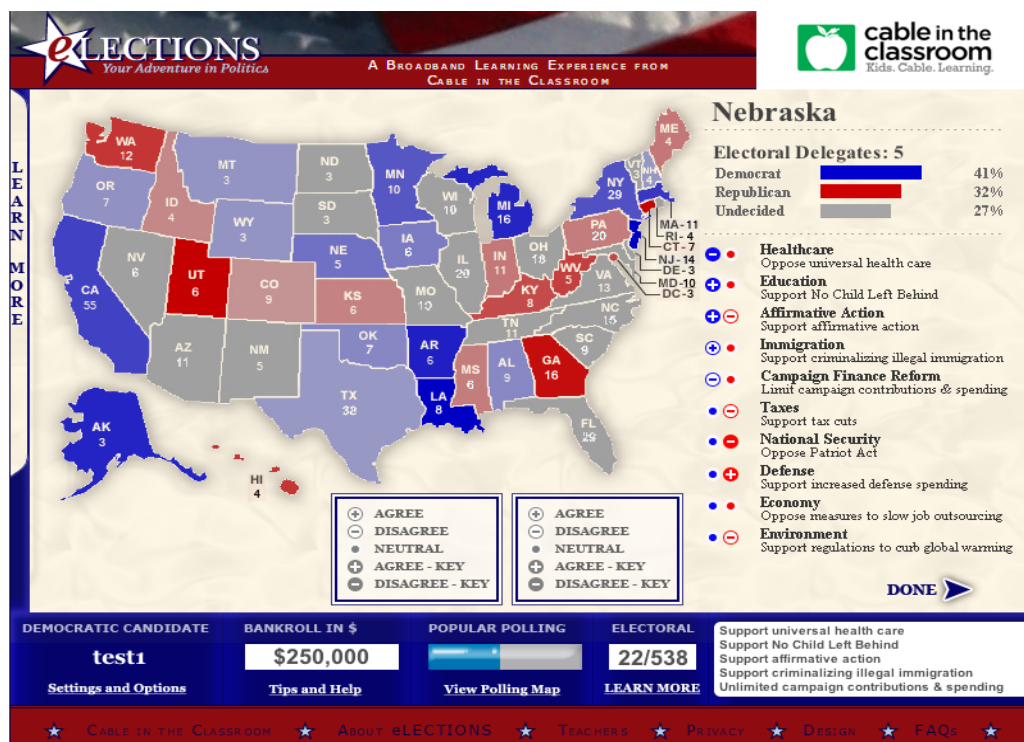 eLECTIONS
Your Adventure in Politics
A Broadband Learning Experience from
Cable in the Classroom
cable in the
classroom
Kids. Cable. Learning.
LEARN MORE
WA
12
OR
7
CA
55
NV
6
ID
4
MT
3
WY
3
UT
6
AZ
11
CO
9
NM
5
ND
3
SD
3
NE
5
KS
6
OK
7
TX
38
MN
10
IA
6
MO
10
AR
6
LA
8
WI
10
IL
20
MI
16
IN
11
OH
18
KY
8
TN
11
MS
6
AL
9
GA
16
FL
29
SC
9
NC
15
VA
13
WV
5
PA
20
NY
29
VT
3
NH
4
ME
4
MA-11
RI- 4
CT- 7
NJ-14
DE- 3
MD-10
DC-3
AK
3
HI
4
Nebraska
Electoral Delegates: 5
Democrat 41%
Republican 32%
Undecided 27%
Healthcare
Oppose universal health care
Education
Support No Child Left Behind
Affirmative Action
Support affirmative action
Immigration
Support criminalizing illegal immigration
Campaign Finance Reform
Limit campaign contributions & spending
Taxes
Support tax cuts
National Security
Oppose Patriot Act
Defense
Support increased defense spending
Economy
Oppose measures to slow job outsourcing
Environment
Support regulations to curb global warming
AGREE
DISAGREE
NEUTRAL
AGREE - KEY
DISAGREE - KEY
AGREE
DISAGREE
NEUTRAL
AGREE - KEY
DISAGREE - KEY
DONE
DEMOCRATIC CANDIDATE
test1
Settings and Options
BANKROLL IN $
$250,000
Tips and Help
POPULAR POLLING
View Polling Map
ELECTORAL
22/538
LEARN MORE
Support universal health care
Support No Child Left Behind
Support affirmative action
Support criminalizing illegal immigration
Unlimited campaign contributions & spending
Cable in the Classroom About eLECTIONS Teachers Privacy Design FAQs